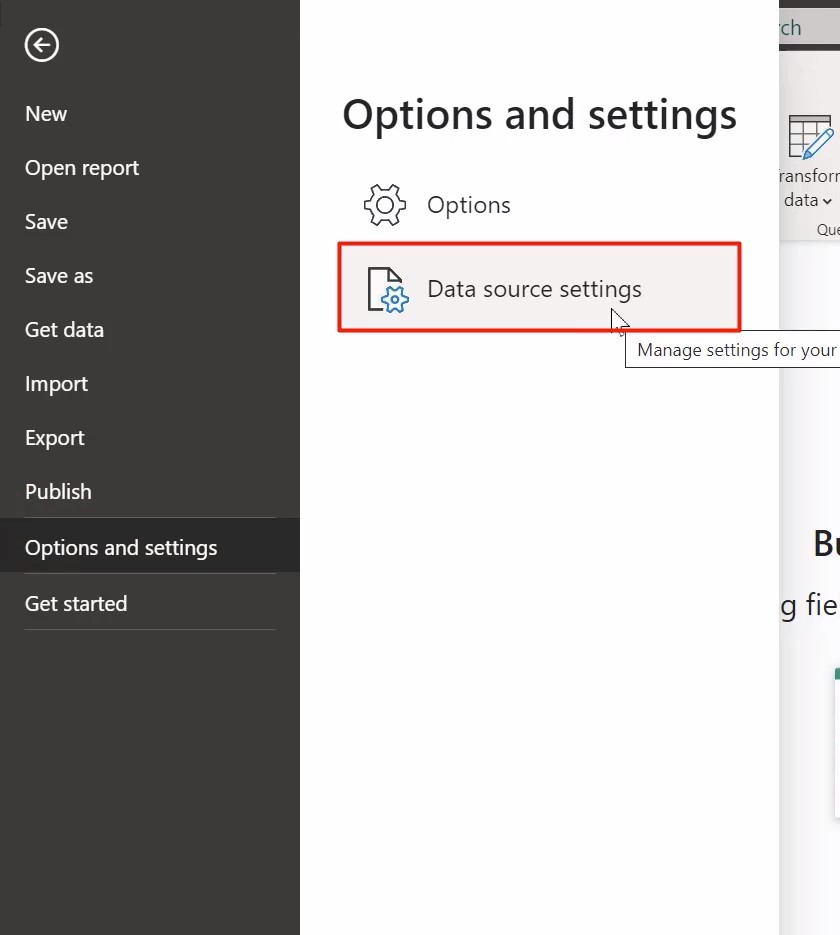 New
Open report
Save
Save as
Get data
Import
Export
Publish
Options and settings
Get started
Options and settings
Options
Data source settings
Manage settings for your
data